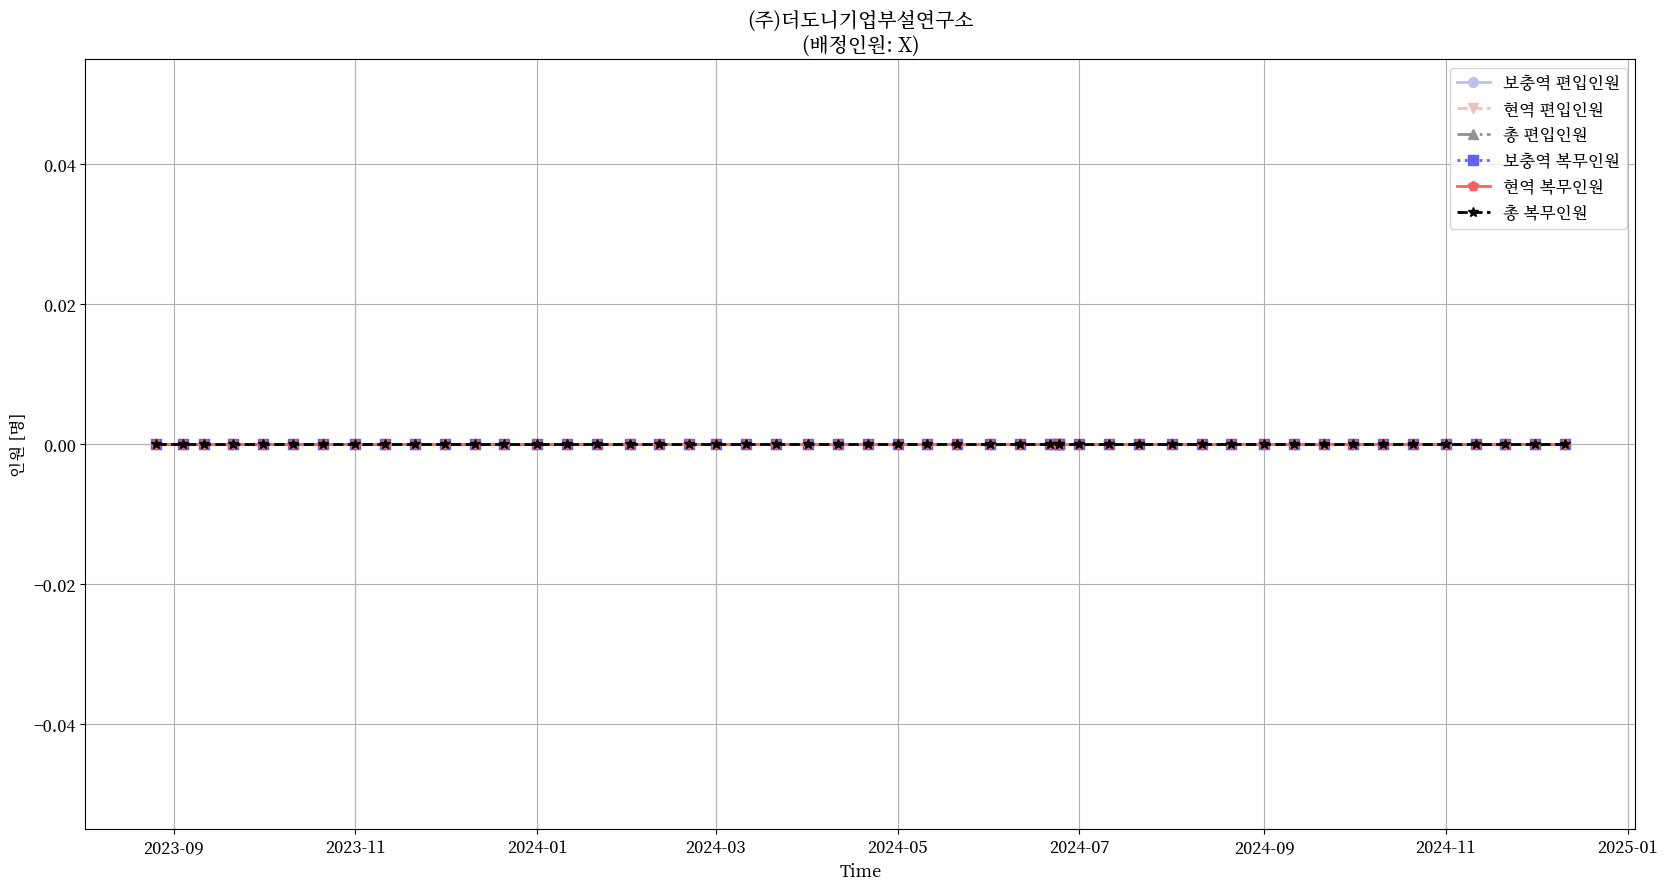 (주)더도니기업부설연구소
(배정인원: X)
보충역 편입인원
현역 편입인원
총 편입인원
보충역 복무인원
현역 복무인원
총 복무인원
인원 [명]
0.04
0.02
0.00
−0.02
−0.04
2023-09
2023-11
2024-01
2024-03
2024-05
2024-07
2024-09
2024-11
2025-01
Time